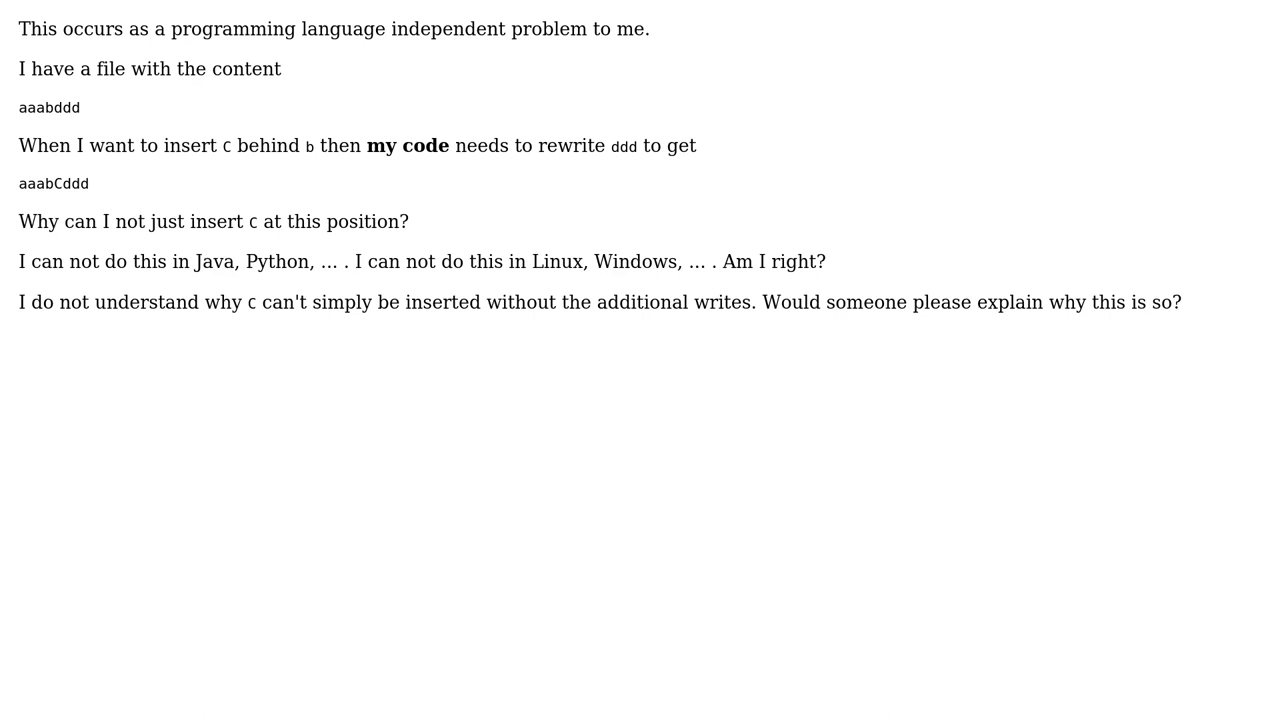 This occurs as a programming language independent problem to me.
I have a file with the content
aaabddd
When I want to insert C behind b then my code needs to rewrite ddd to get
aaabCddd
Why can I not just insert C at this position?
I can not do this in Java, Python, ... . I can not do this in Linux, Windows, ... . Am I right?
I do not understand why C can't simply be inserted without the additional writes. Would someone please explain why this is so?